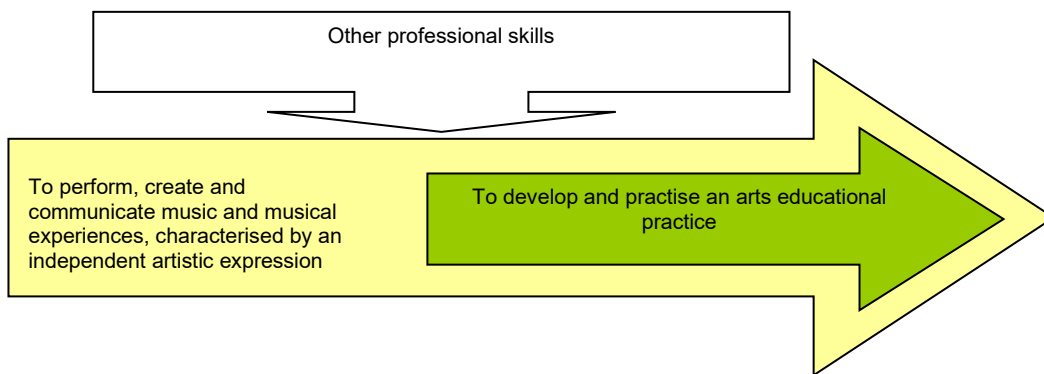 Other professional skills
To perform, create and
communicate music and musical
experiences, characterised by an
independent artistic expression
To develop and practise an arts educational
practice